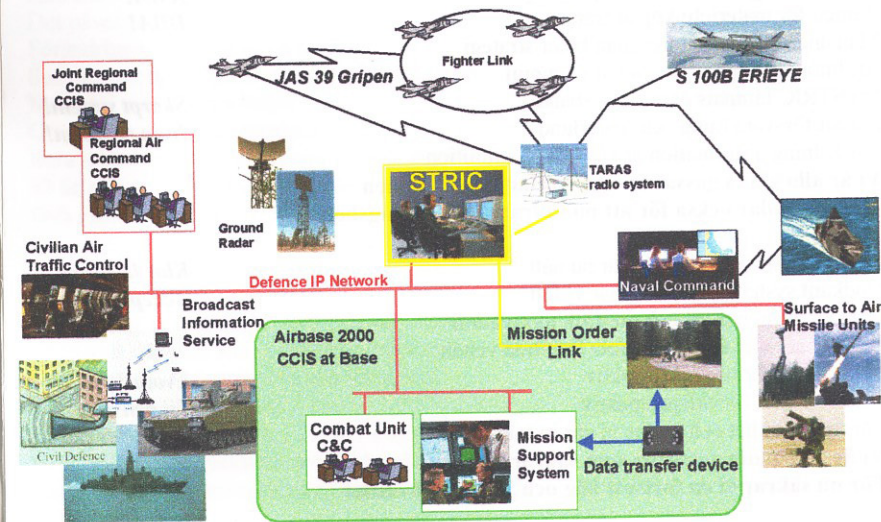 Joint Regional
Command
CCIS
Regional Air
Command
CCIS
JAS 39 Gripen
Fighter Link
S 100B ERIEYE
TARAS
radio system
STRIC
Ground
Radar
Civilian Air
Traffic Control
Defence IP Network
Naval Command
Broadcast
Information
Service
Airbase 2000
CCIS at Base
Mission Order
Link
Surface to Air
Missile Units
Civil Defence
Combat Unit
C&C
Mission
Support
System
Data transfer device